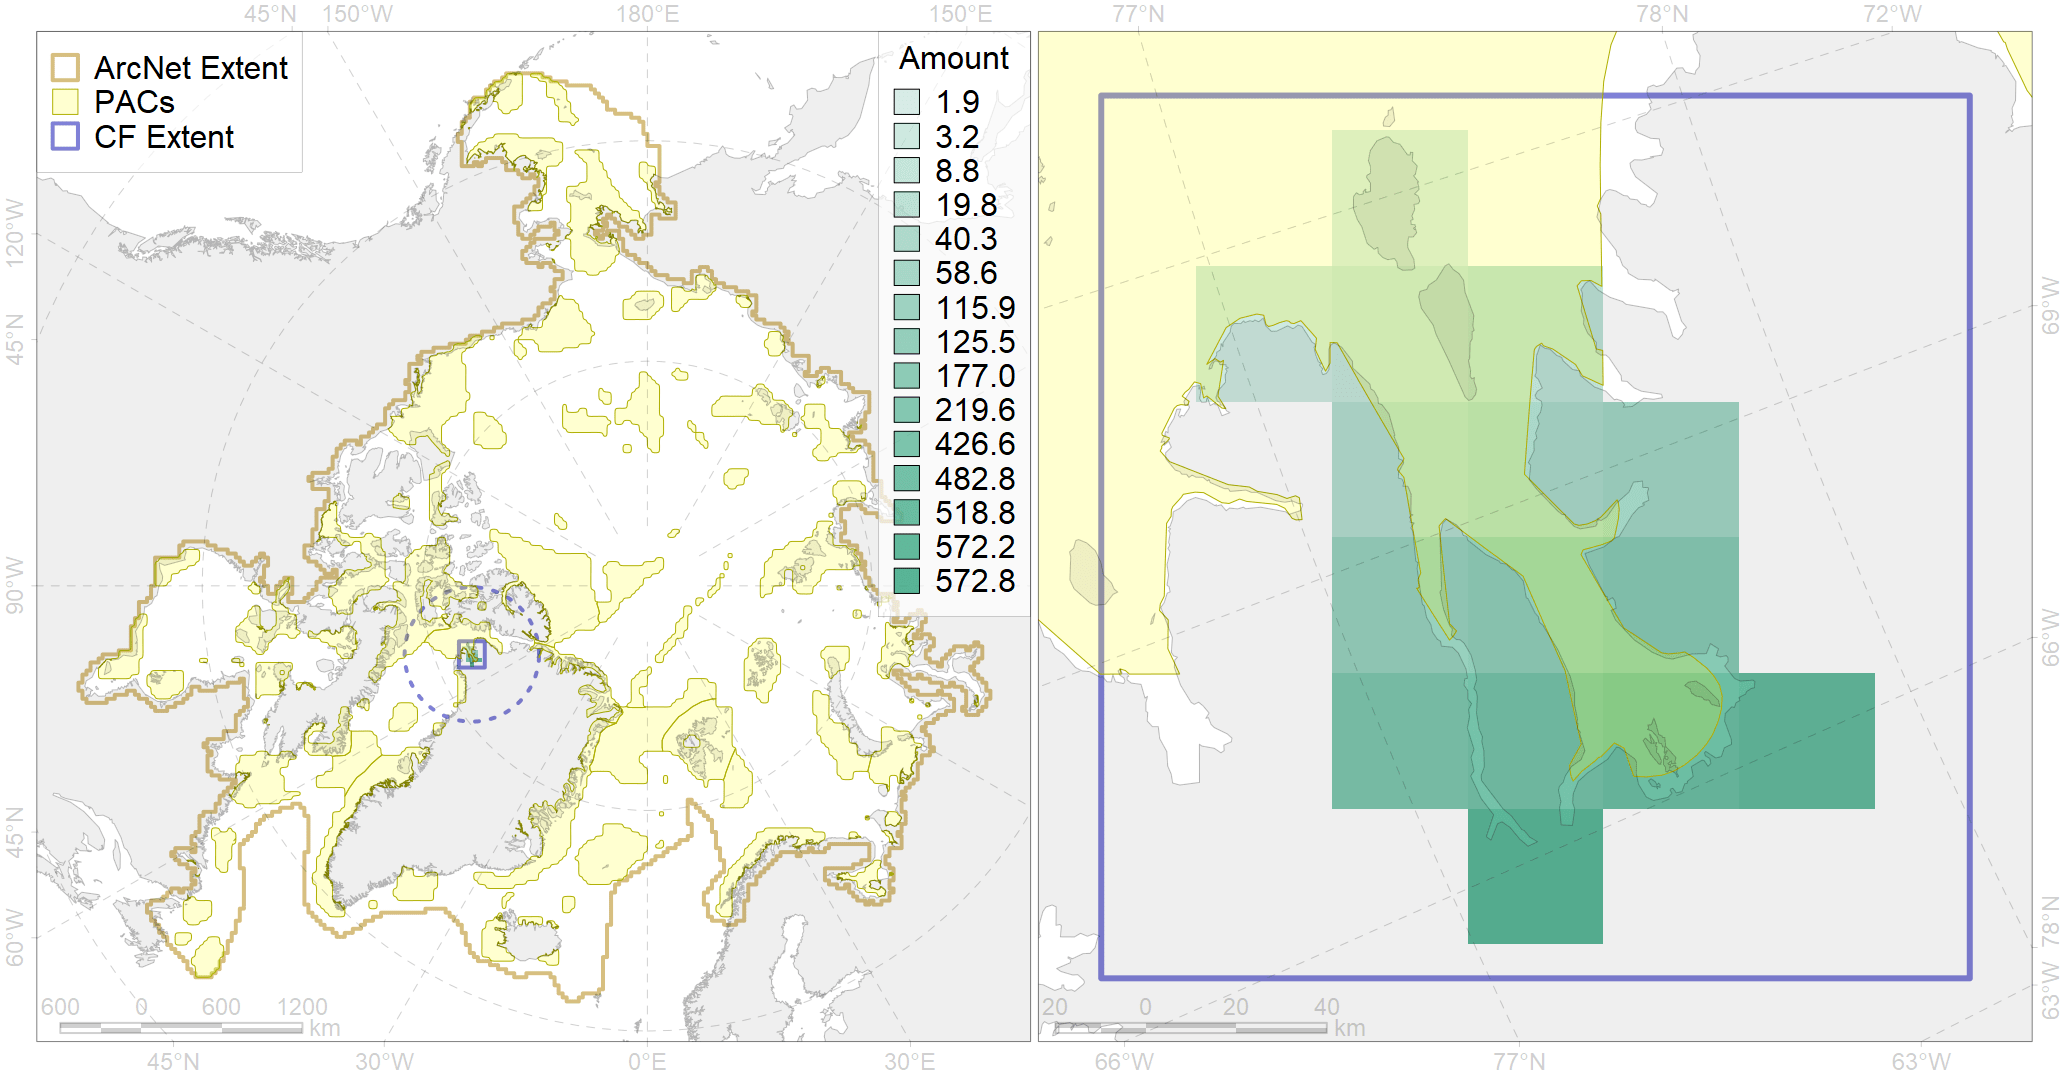 45°N 150°W 180°E 150°W 77°N 78°N 72°W
ArcNet Extent
PACs
CF Extent
Amount
1.9
3.2
8.8
19.8
40.3
58.6
115.9
125.5
177.0
219.6
426.6
482.8
518.8
572.2
572.8
120°W
45°N
90°W
45°N
60°W
69°W
66°W
78°N
63°W
600 0 600 1200
km
20 0 20 40
km
45°N 30°W 0°E 30°E 66°W 77°N 63°W